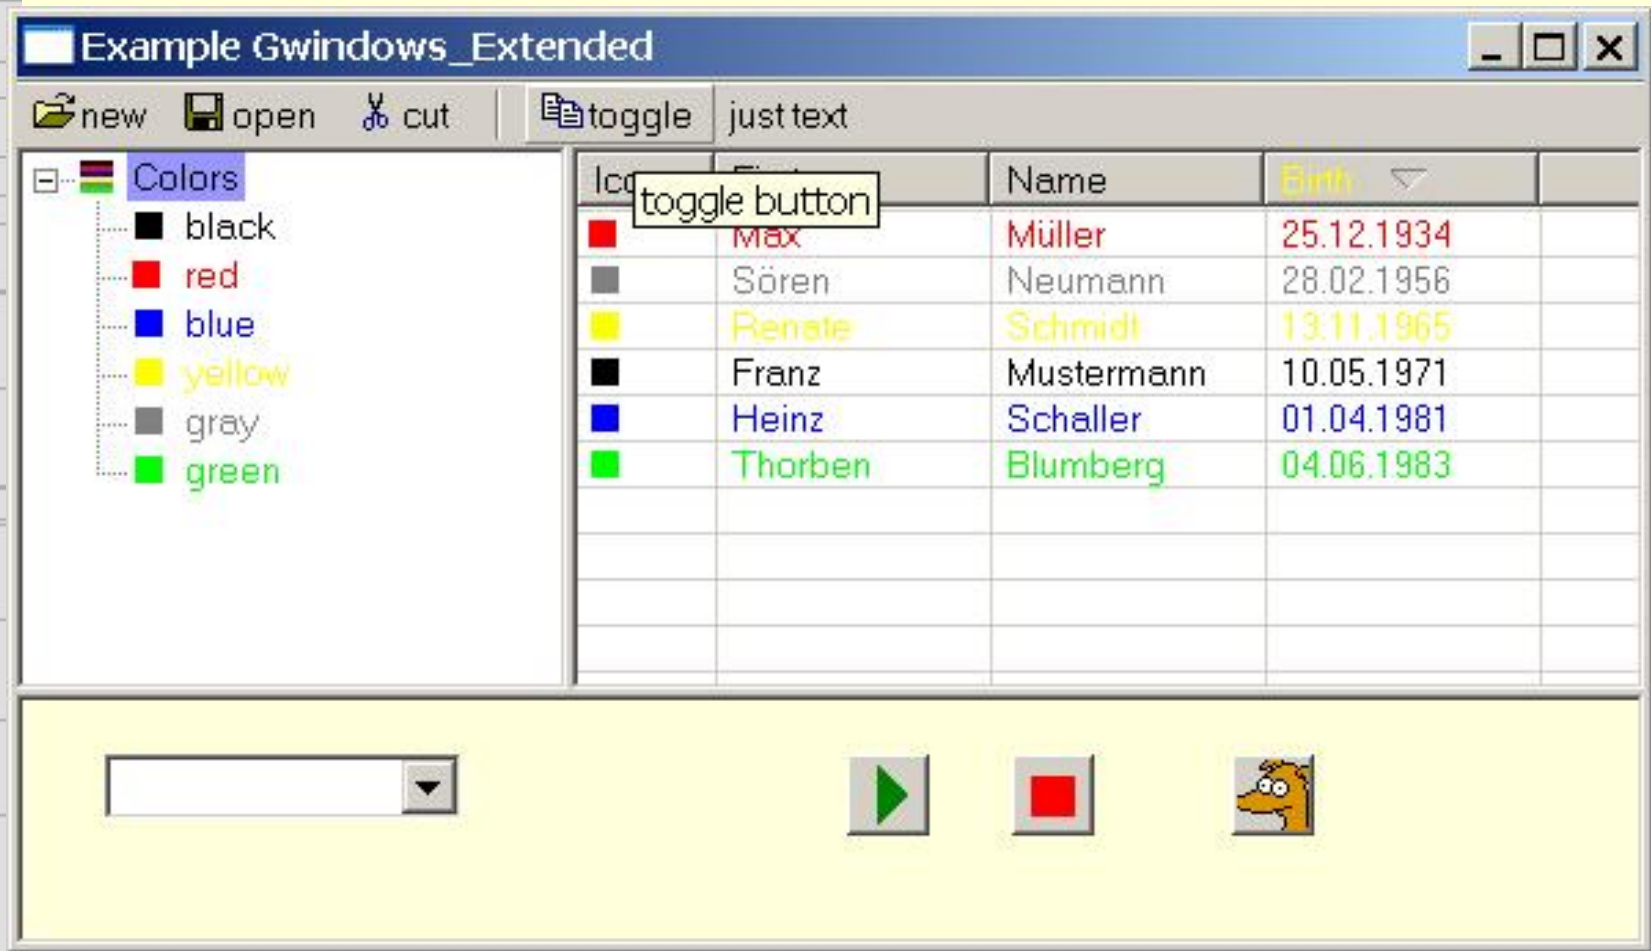 Example Gwindows_Extended
new open cut toggle just text
Colors
black
red
blue
yellow
gray
green
toggle button
Name Birth
Max Müller 25.12.1934
Sören Neumann 28.02.1956
Renate Schmidt 13.11.1965
Franz Mustermann 10.05.1971
Heinz Schaller 01.04.1981
Thorben Blumberg 04.06.1983